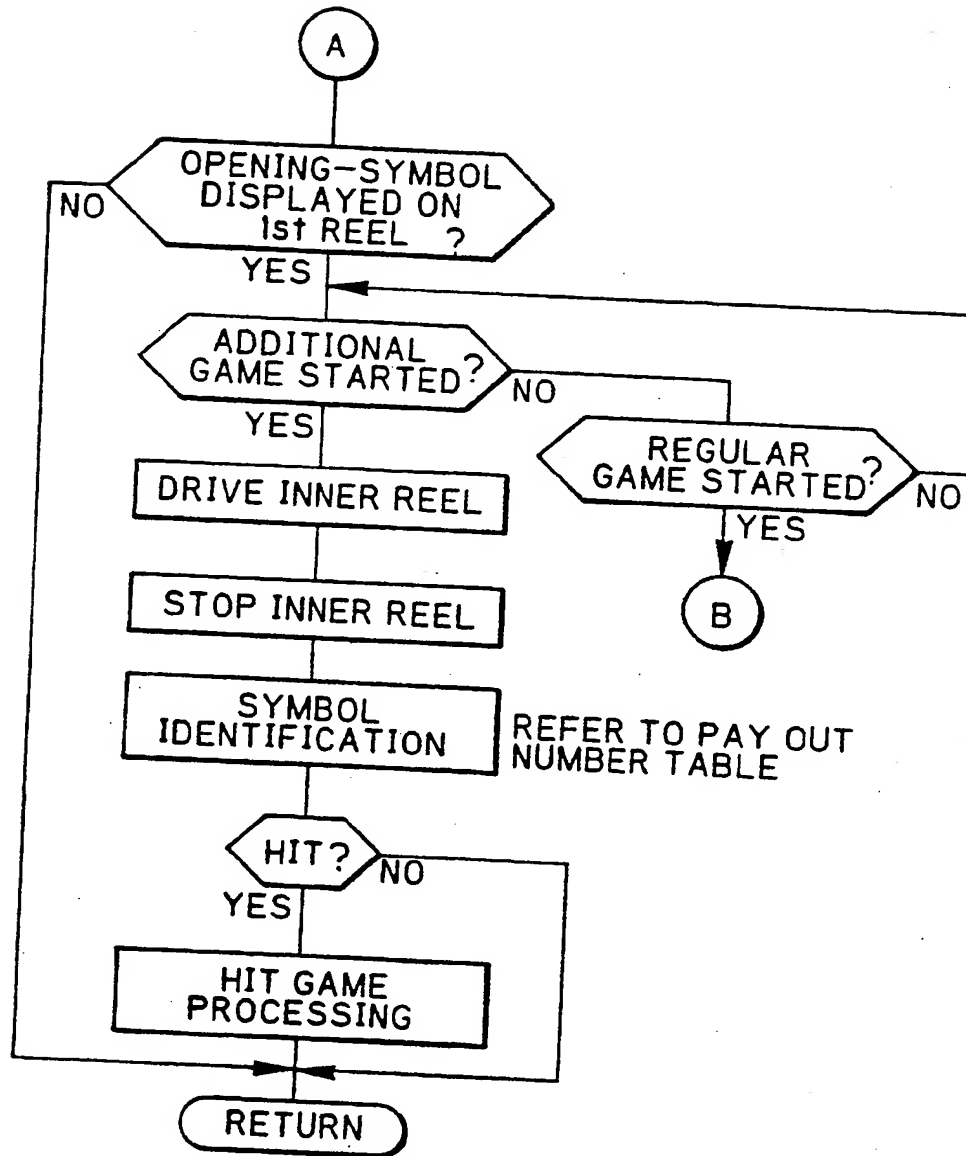 A
OPENING-SYMBOL
DISPLAYED ON
1st REEL ?
NO
YES
ADDITIONAL
GAME STARTED?
NO
YES
REGULAR
GAME STARTED?
NO
YES
B
DRIVE INNER REEL
STOP INNER REEL
SYMBOL
IDENTIFICATION
REFER TO PAY OUT
NUMBER TABLE
HIT?
NO
YES
HIT GAME
PROCESSING
RETURN